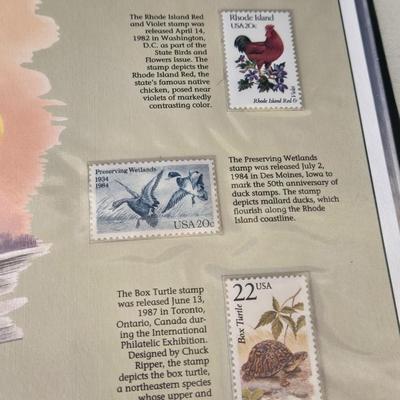 The Rhode Island Red
and Violet stamp was
released April 14,
1982 in Washington,
D.C. as part of the
State Birds and
Flowers Issue. The
stamp depicts the
Rhode Island Red, the
state's famous native
chicken, posed near
violets of markedly
contrasting color.
Rhode Island
USA 20c
Rhode Island Red &
Violet
Preserving Wetlands
1934
1984
USA 20c
The Preserving Wetlands
stamp was released July 2,
1984 in Des Moines, Iowa to
mark the 50th anniversary of
duck stamps. The stamp
depicts mallard ducks, which
flourish along the Rhode
Island coastline.
The Box Turtle stamp
was released June 13,
1987 in Toronto,
Ontario, Canada dur-
ing the International
Philatelic Exhibition.
Designed by Chuck
Ripper, the stamp
depicts the box turtle,
a northeastern species
whose upper and
22 USA
Box Turtle